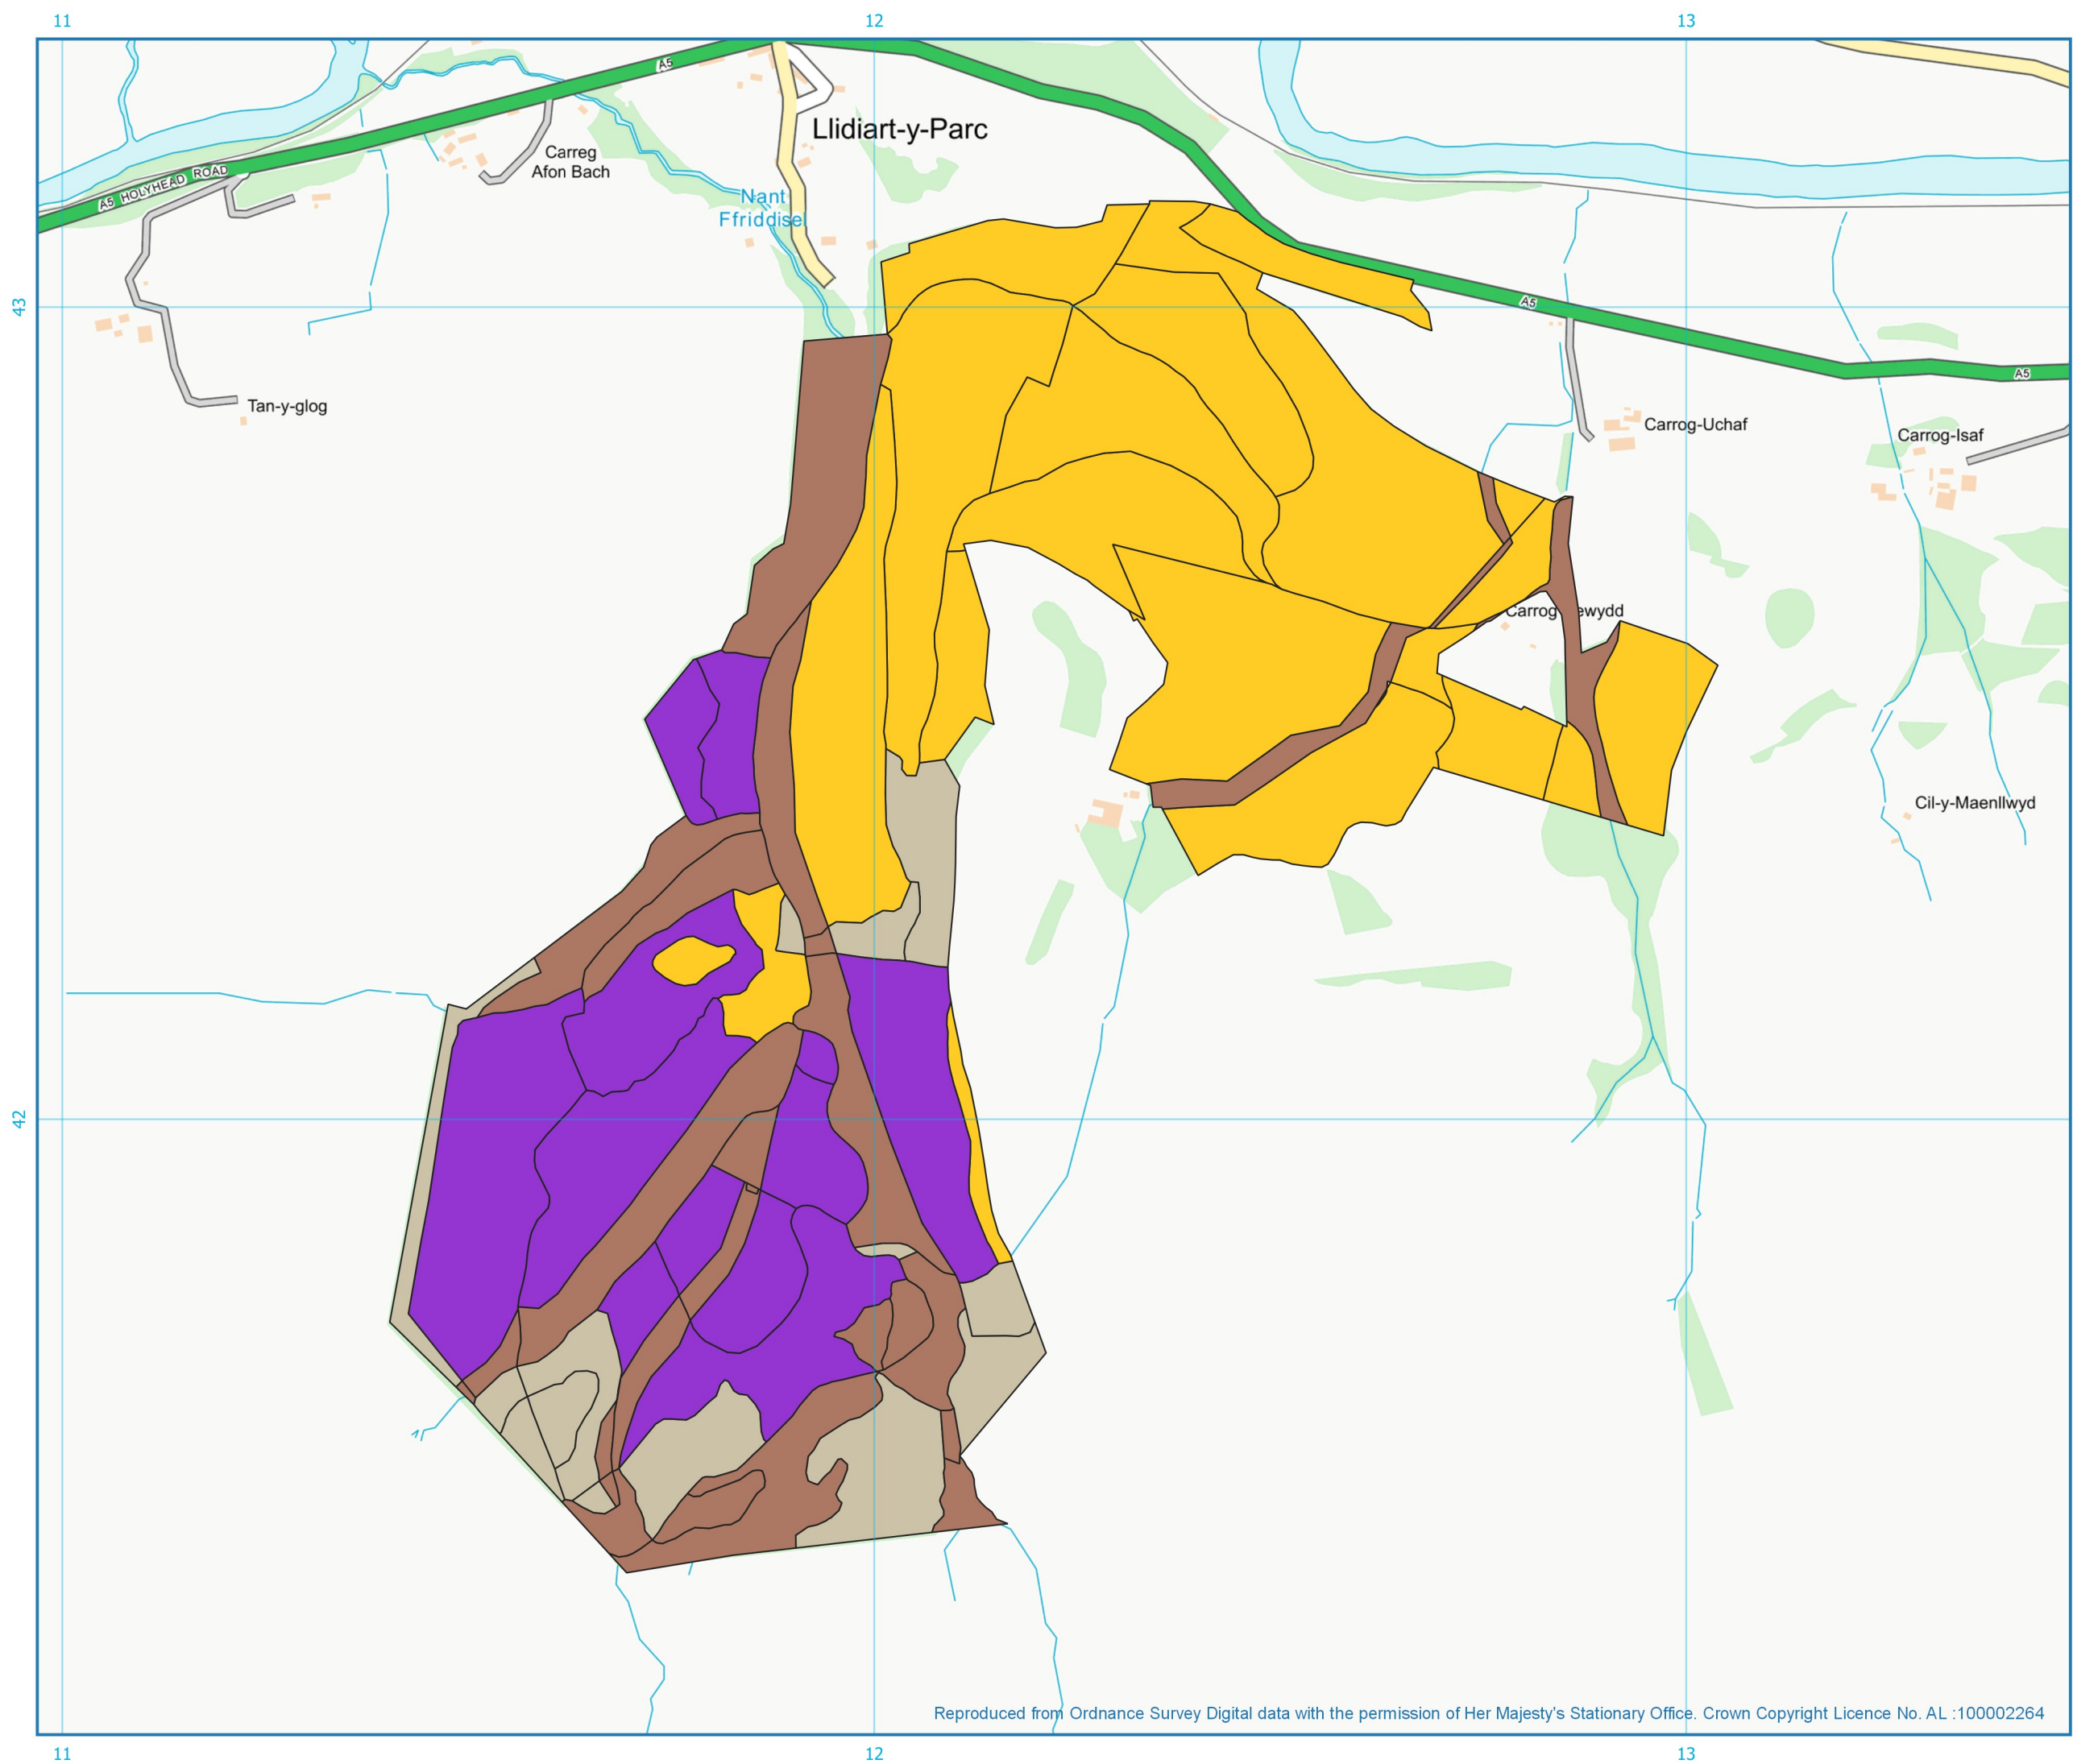 11 12 13
A5
Llidiart-y-Parc
Carreg
Afon Bach
A5 HOLYHEAD ROAD
Nant
Ffriddisel
43
A5
A5
Tan-y-glog
Carrog-Uchaf
Carrog-Isaf
Carrog ewydd
Cil-y-Maenllwyd
42
Reproduced from Ordnance Survey Digital data with the permission of Her Majesty's Stationary Office. Crown Copyright Licence No. AL :100002264
11 12 13